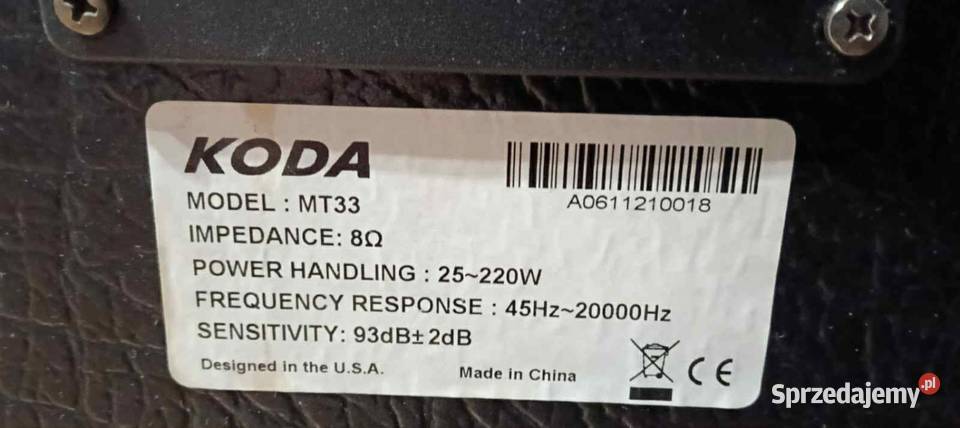 KODA
A0611210018
MODEL : MT33
IMPEDANCE: 8Ω
POWER HANDLING : 25~220W
FREQUENCY RESPONSE : 45Hz~20000Hz
SENSITIVITY: 93dB±2dB
Designed in the U.S.A.
Made in China
CE
Sprzedajemy.pl